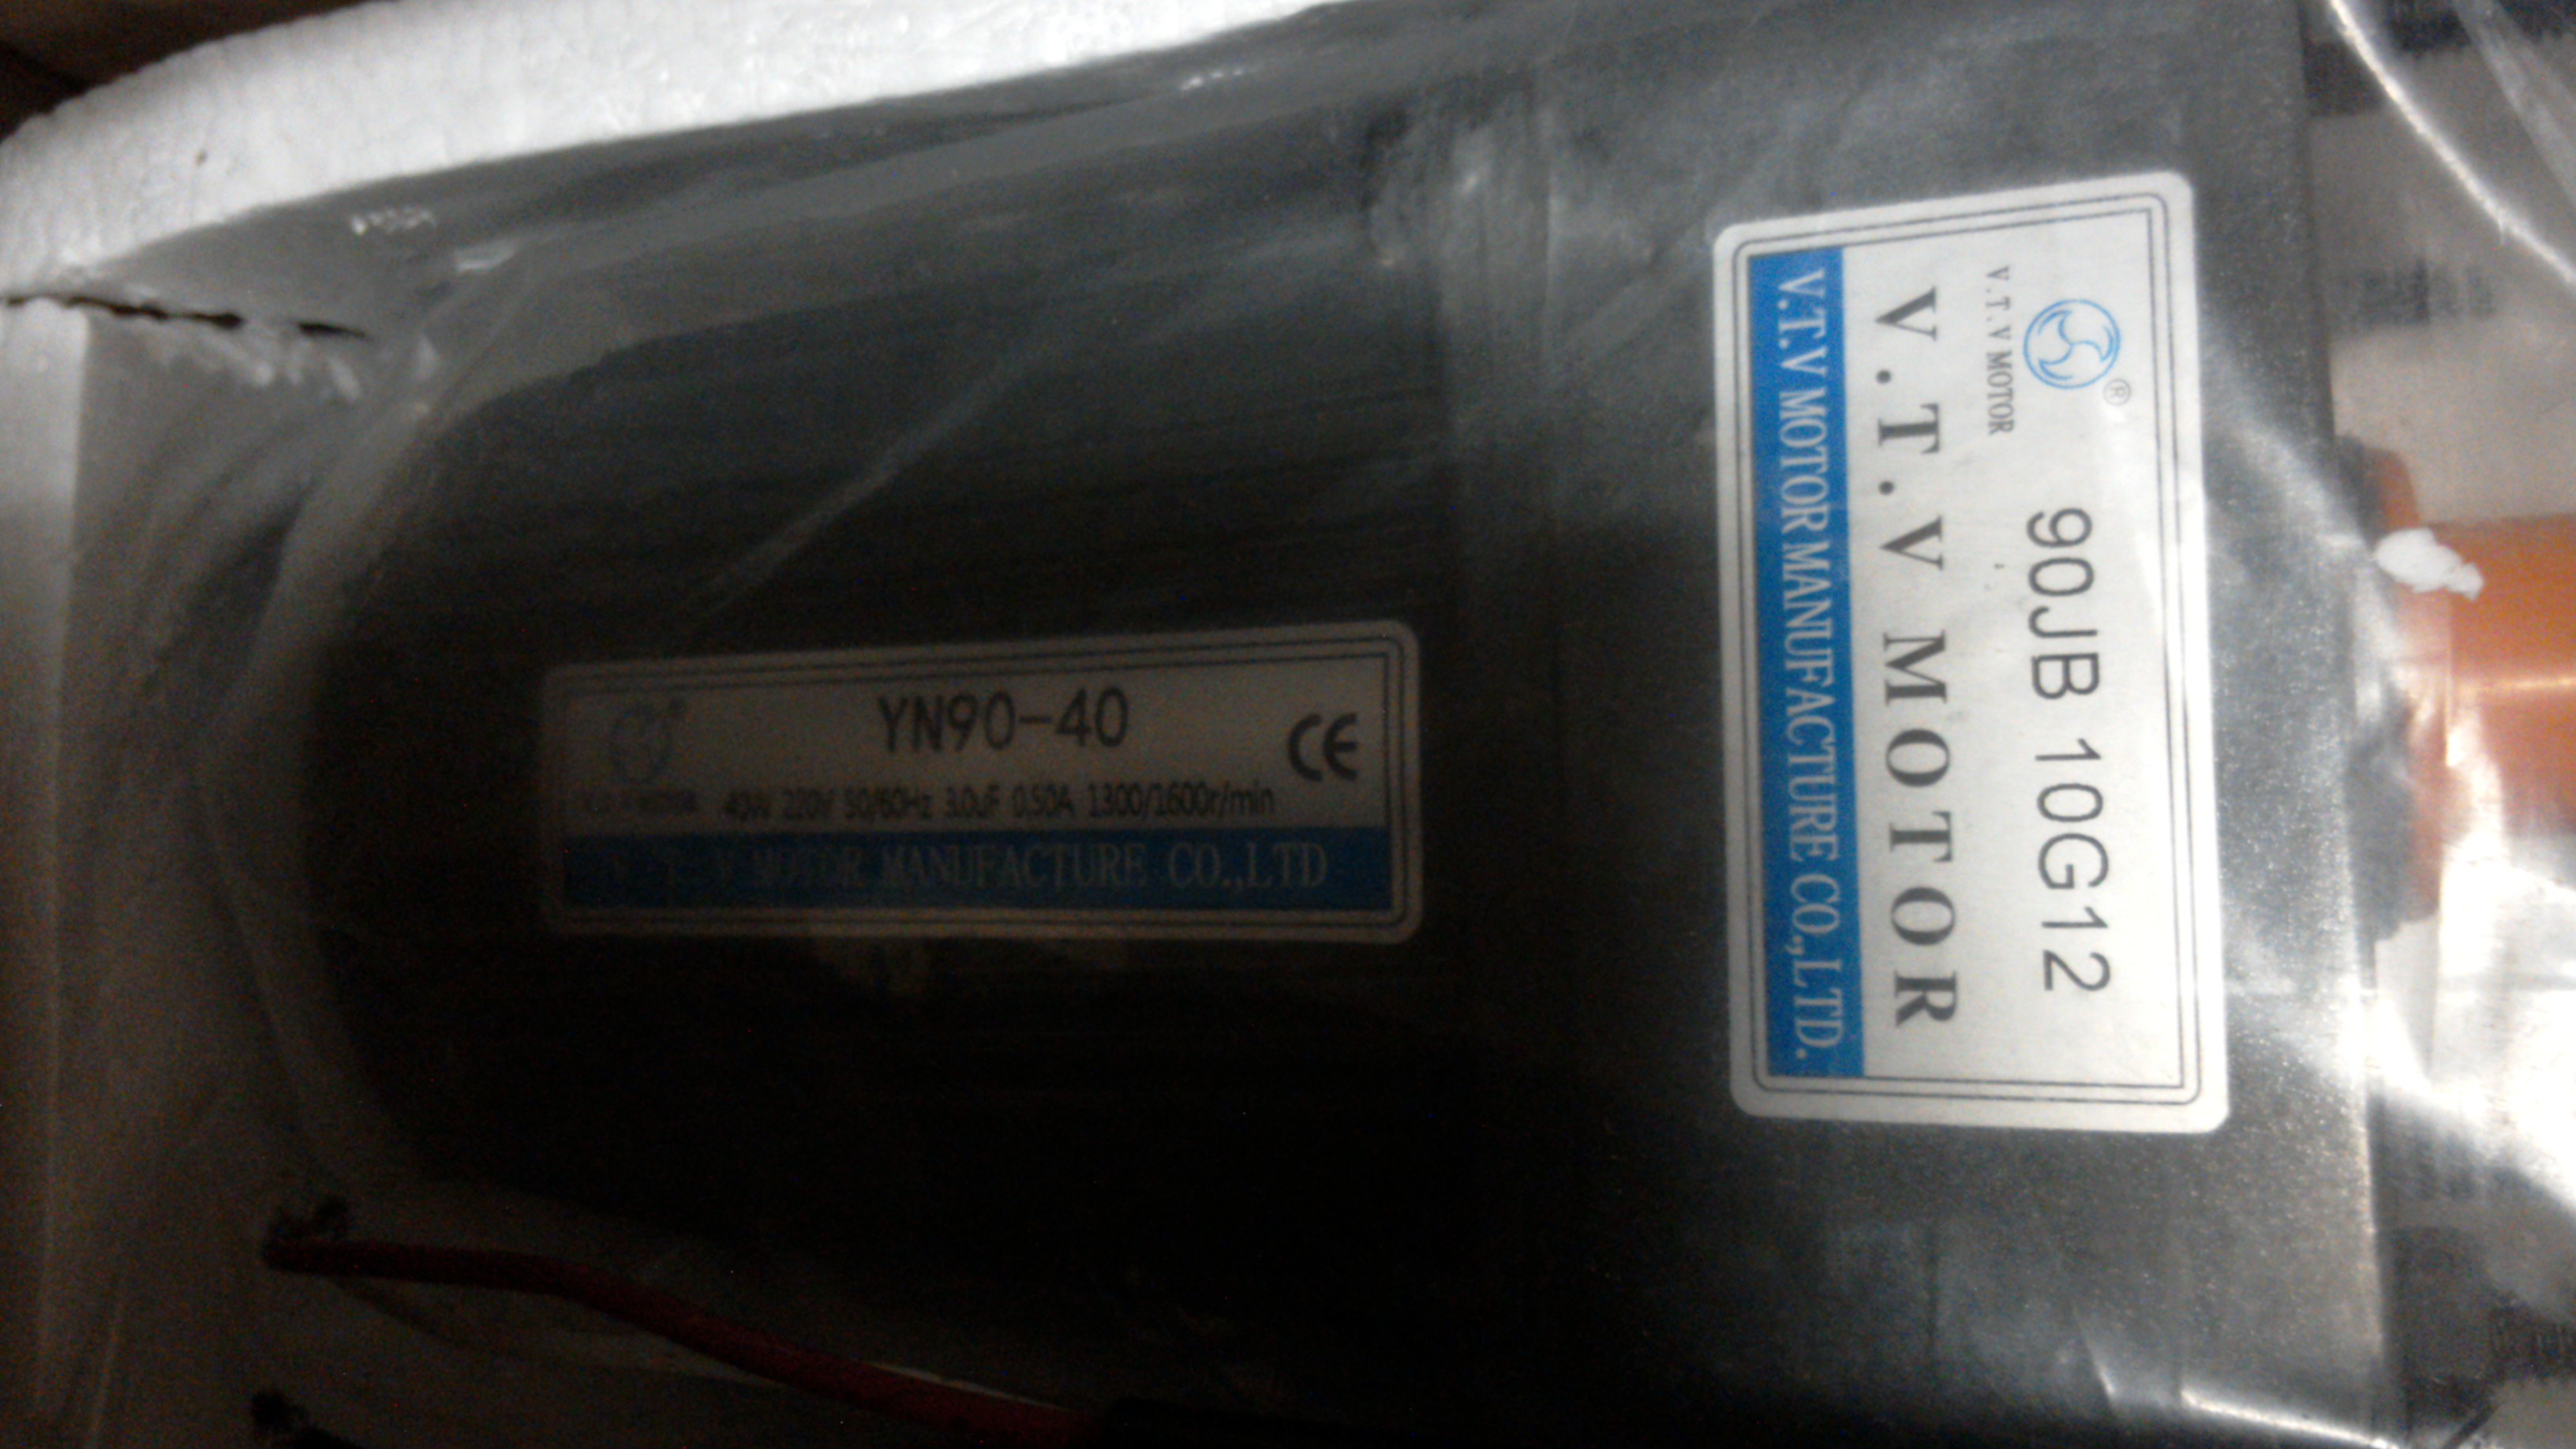 YN90-40
CE
40W 220V 50/60Hz 3.0uF 0.50A 1300/1600r/min
V.T.V MOTOR MANUFACTURE CO.,LTD
®
V.T.V MOTOR
90JB 10G12
V.T.V MOTOR
V.T.V MOTOR MANUFACTURE CO.,LTD.